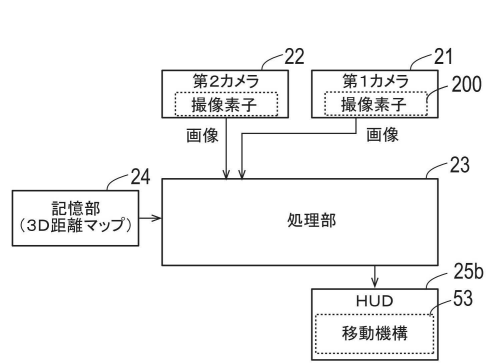 22
21
第2カメラ
第1カメラ
撮像素子
撮像素子
200
画像
画像
24
23
記憶部
(3D距離マップ)
処理部
25b
HUD
53
移動機構